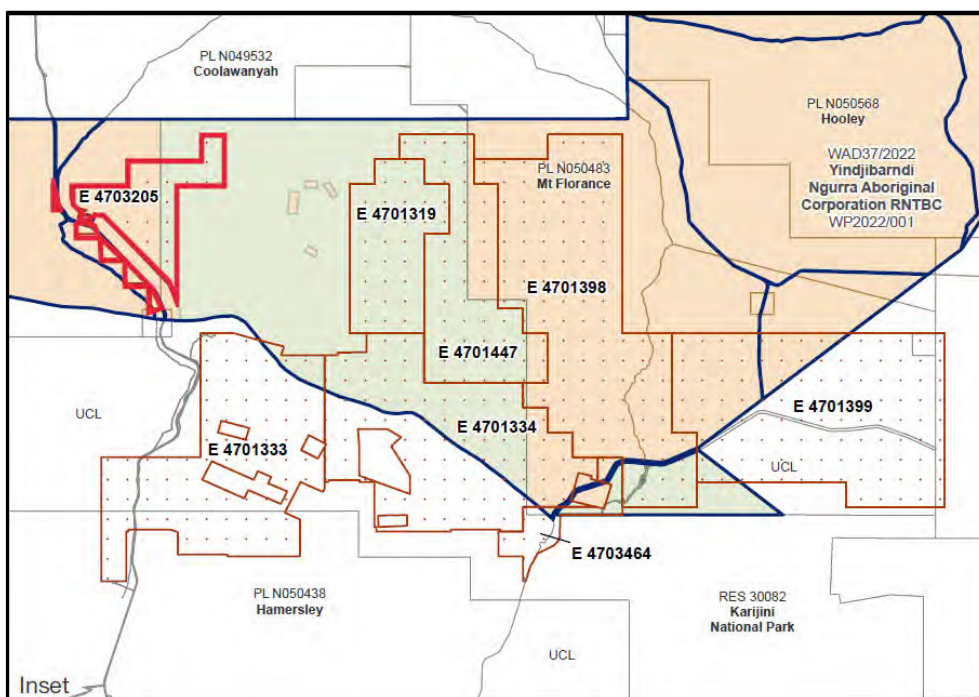 PL N049532
Coolawanyah
PL N050568
Hooley
WAD37/2022
Yindjibarndi
Ngurra Aboriginal
Corporation RNTBC
WP2022/001
PL N050483
Mt Florance
E 4703205
E 4701319
E 4701398
E 4701447
E 4701399
UCL
E 4701334
E 4701333
UCL
E 4703464
PL N050438
Hamersley
RES 30082
Karijini
National Park
UCL
Inset